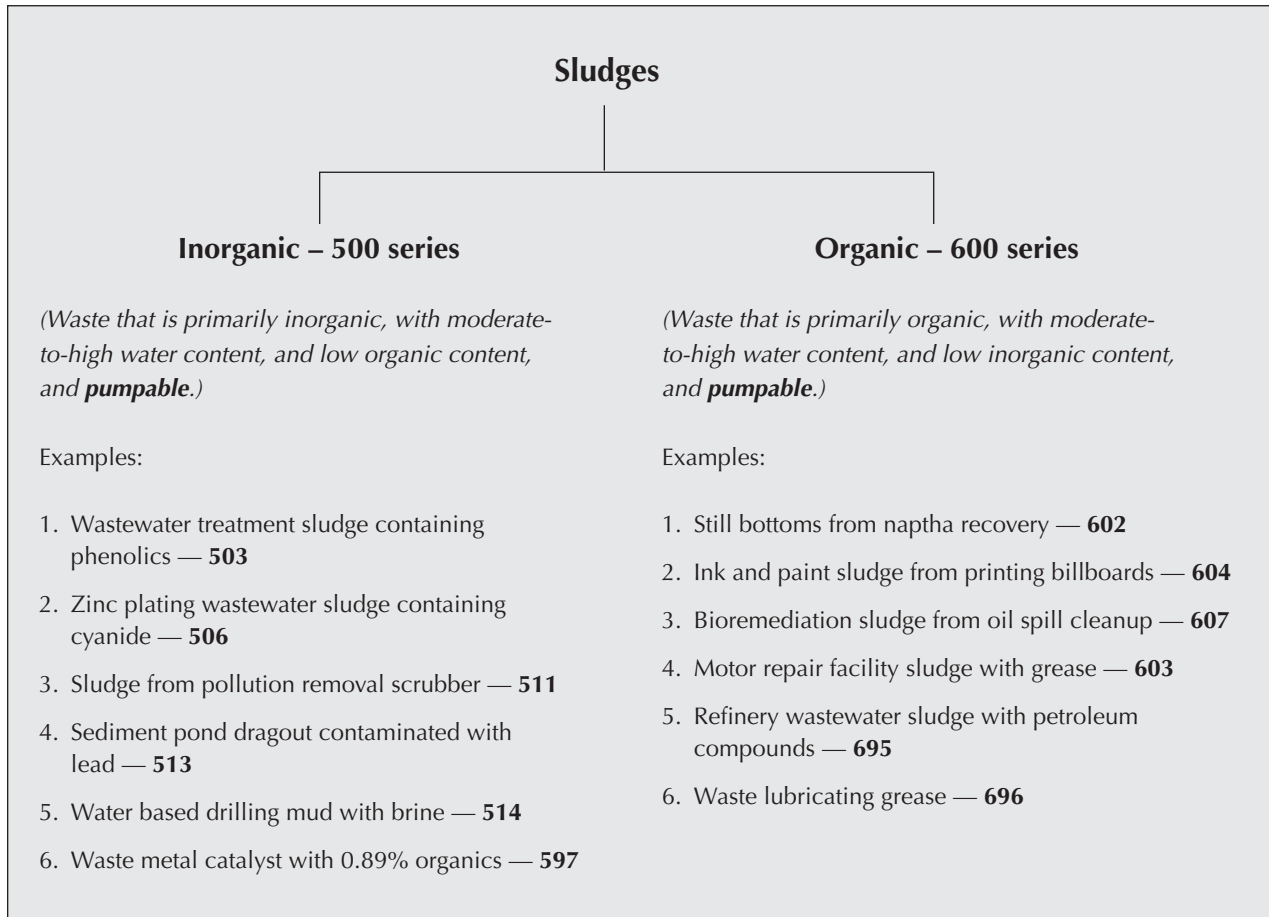 Sludges
Inorganic – 500 series
(Waste that is primarily inorganic, with moderate-
to-high water content, and low organic content,
and pumpable.)
Examples:
1. Wastewater treatment sludge containing
phenolics — 503
2. Zinc plating wastewater sludge containing
cyanide — 506
3. Sludge from pollution removal scrubber — 511
4. Sediment pond dragout contaminated with
lead — 513
5. Water based drilling mud with brine — 514
6. Waste metal catalyst with 0.89% organics — 597
Organic – 600 series
(Waste that is primarily organic, with moderate-
to-high water content, and low inorganic content,
and pumpable.)
Examples:
1. Still bottoms from naptha recovery — 602
2. Ink and paint sludge from printing billboards — 604
3. Bioremediation sludge from oil spill cleanup — 607
4. Motor repair facility sludge with grease — 603
5. Refinery wastewater sludge with petroleum
compounds — 695
6. Waste lubricating grease — 696